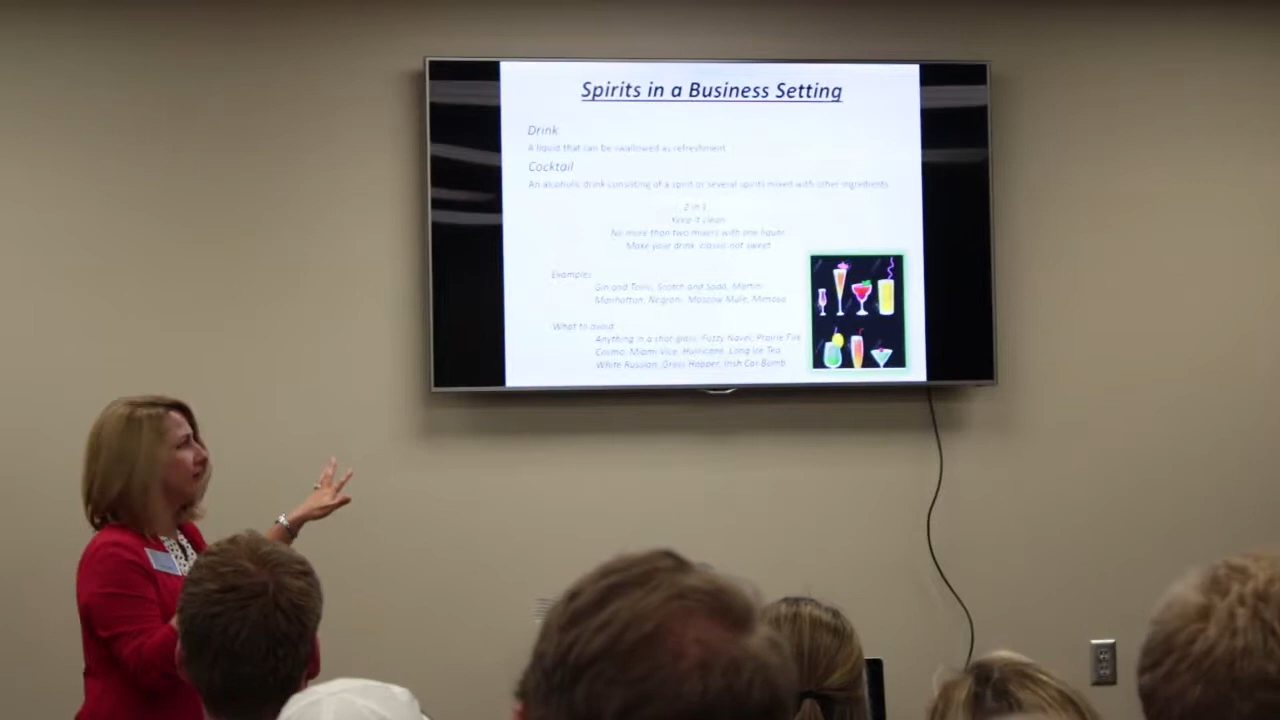 Spirits in a Business Setting
Drink
A liquid that can be swallowed as refreshment
Cocktail
An alcoholic drink consisting of a spirit or several spirits mixed with other ingredients
2 in 1
Keep it clean
No more than two mixers with one liquor
Make your drink classic not sweet
Examples
Gin and Tonic, Scotch and Soda, Martini
Manhattan, Negroni, Moscow Mule, Mimosa
What to avoid
Anything in a shot glass, Fuzzy Navel, Prairie Fire
Cosmo, Miami Vice, Hurricane, Long Ice Tea
White Russian, Grass Hopper, Irish Car Bomb